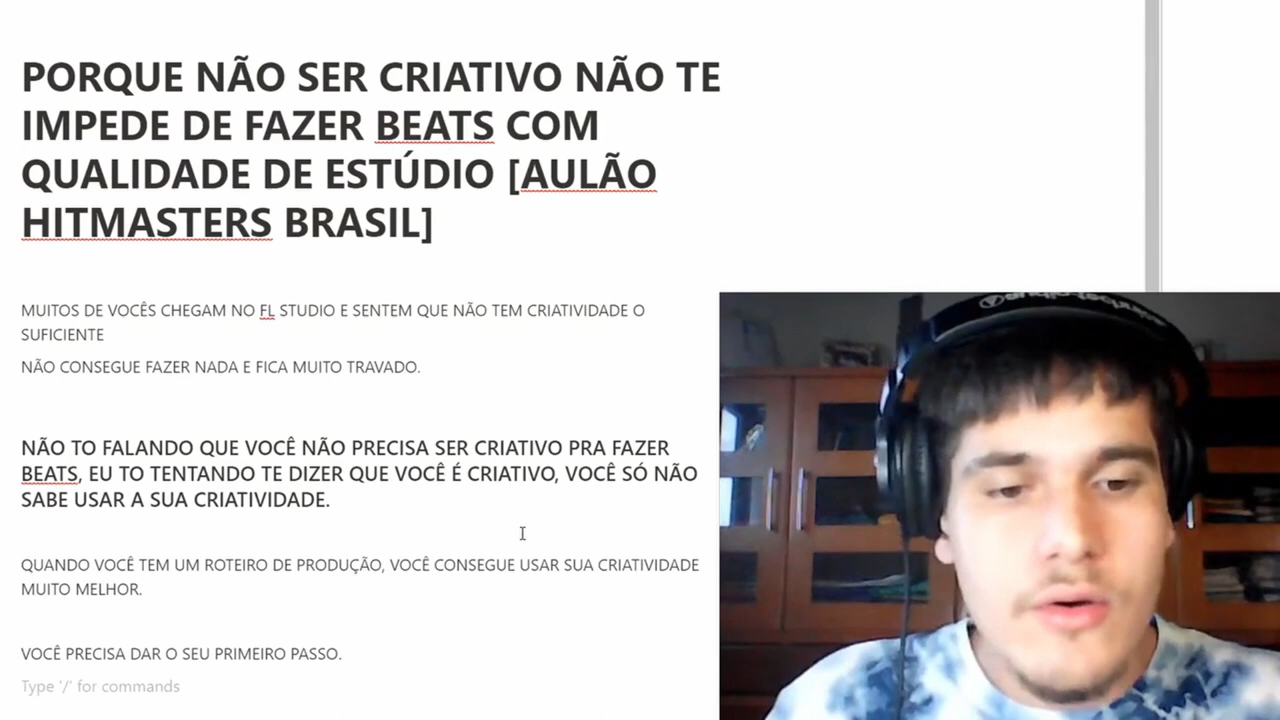 PORQUE NÃO SER CRIATIVO NÃO TE
IMPEDE DE FAZER BEATS COM
QUALIDADE DE ESTÚDIO [AULÃO
HITMASTERS BRASIL]
MUITOS DE VOCÊS CHEGAM NO FL STUDIO E SENTEM QUE NÃO TEM CRIATIVIDADE O
SUFICIENTE
NÃO CONSEGUE FAZER NADA E FICA MUITO TRAVADO.
NÃO TO FALANDO QUE VOCÊ NÃO PRECISA SER CRIATIVO PRA FAZER
BEATS, EU TO TENTANDO TE DIZER QUE VOCÊ É CRIATIVO, VOCÊ SÓ NÃO
SABE USAR A SUA CRIATIVIDADE.
QUANDO VOCÊ TEM UM ROTEIRO DE PRODUÇÃO, VOCÊ CONSEGUE USAR SUA CRIATIVIDADE
MUITO MELHOR.
VOCÊ PRECISA DAR O SEU PRIMEIRO PASSO.
Type '/' for commands